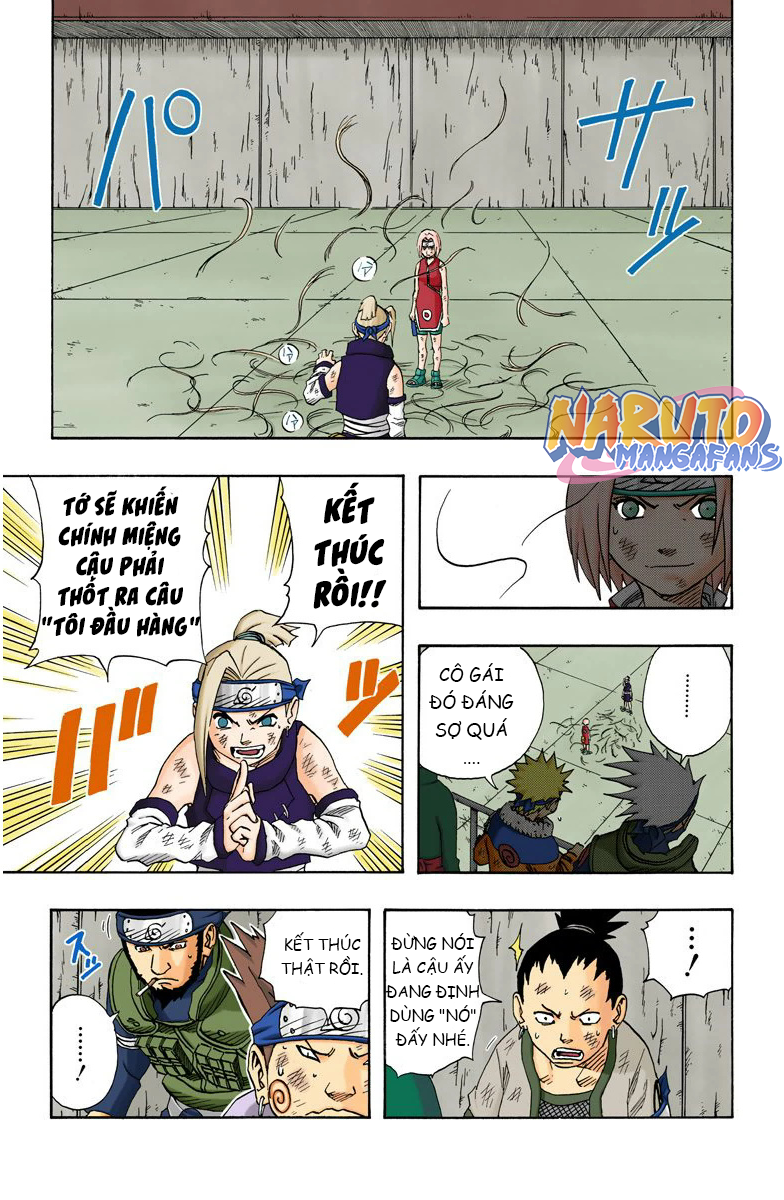 パ
サッ
NARUTO
MANGAFANS
KẾT
THÚC
RỒI!!
TỚ SẼ KHIẾN
CHÍNH MIỆNG
CẬU PHẢI
THỐT RA CÂU
"TÔI ĐẦU HÀNG"
バッ
........
CÔ GÁI
ĐÓ ĐÁNG
SỢ QUÁ
....
...!
ĐỪNG NÓI
LÀ CẬU ẤY
ĐANG ĐỊNH
DÙNG "NÓ"
ĐẤY NHÉ.
KẾT THÚC
THẬT RỒI.
スッ
......!